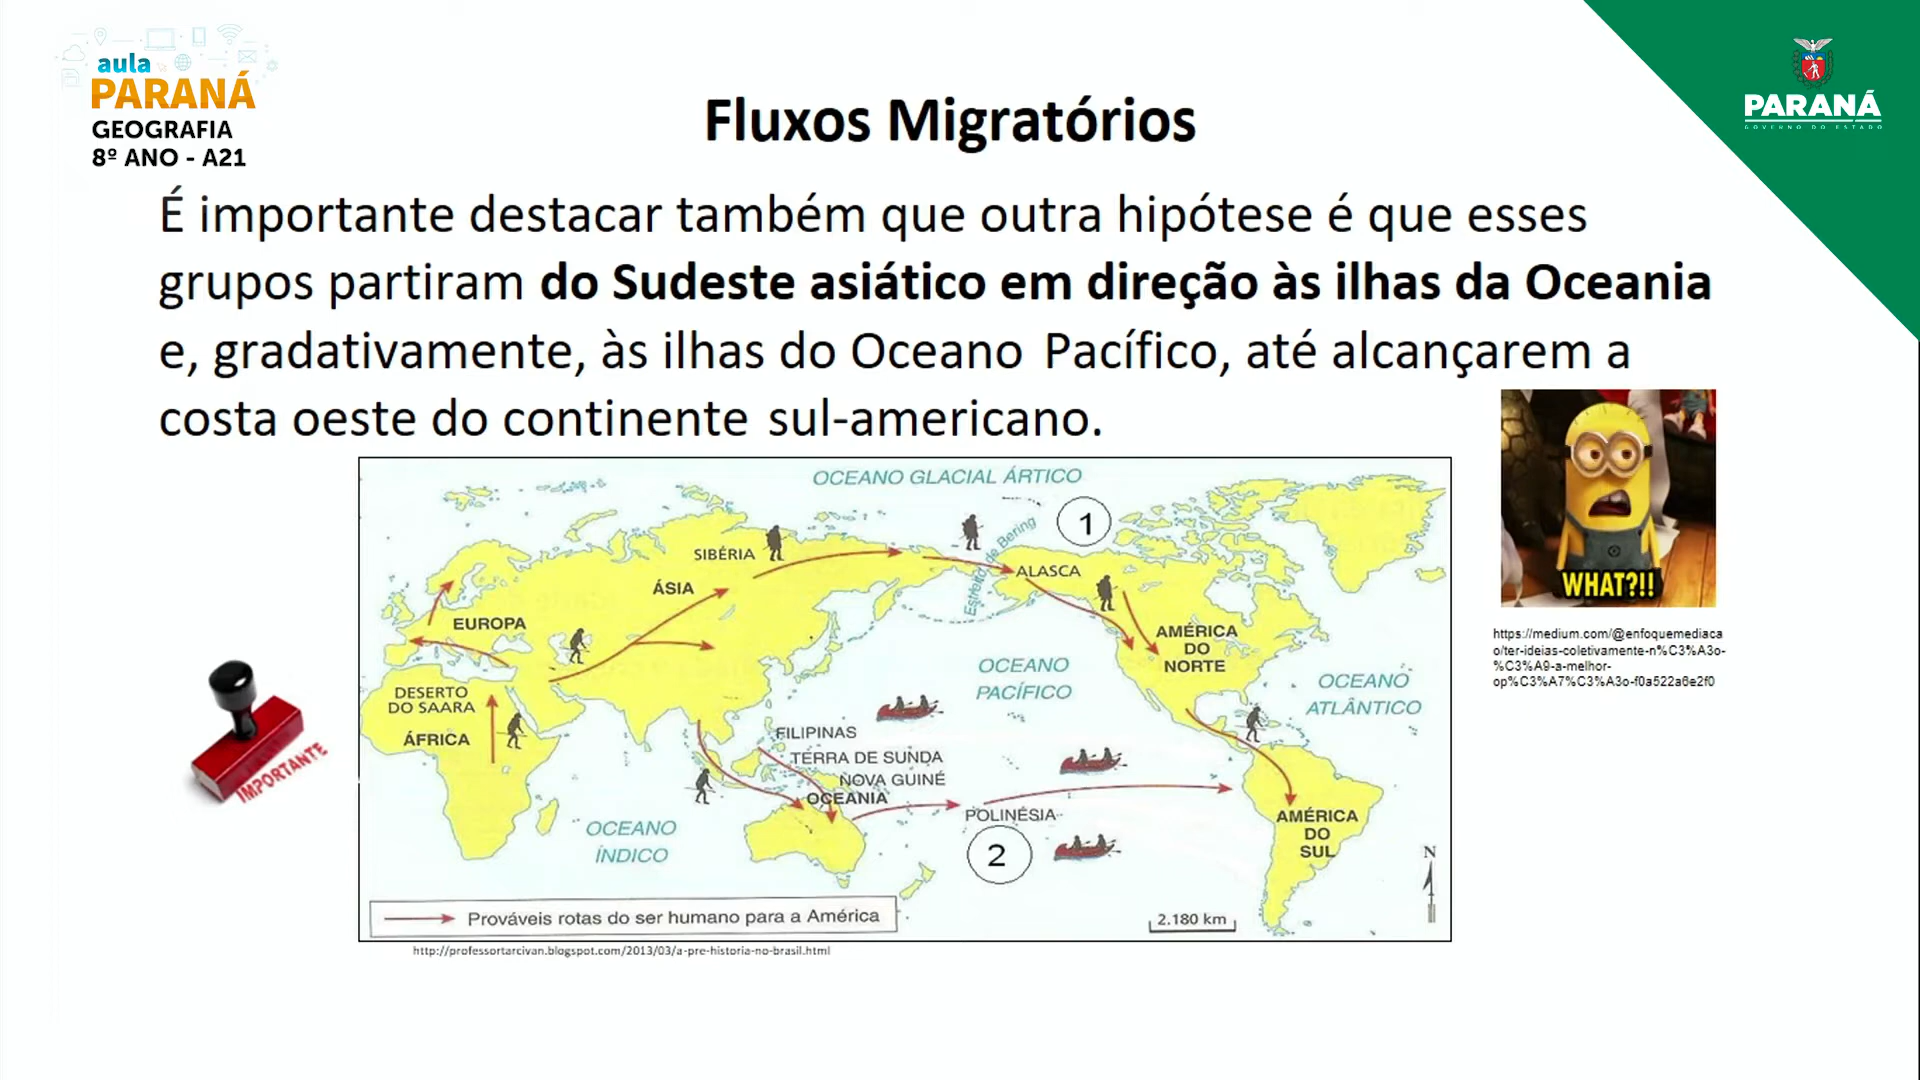 aula
PARANÁ
GEOGRAFIA
8º ANO - A21
PARANÁ
GOVERNO DO ESTADO
Fluxos Migratórios
É importante destacar também que outra hipótese é que esses
grupos partiram do Sudeste asiático em direção às ilhas da Oceania
e, gradativamente, às ilhas do Oceano Pacífico, até alcançarem a
costa oeste do continente sul-americano.
OCEANO GLACIAL ÁRTICO
1
Estreito de Bering
SIBÉRIA
ALASCA
ÁSIA
EUROPA
AMÉRICA
DO
NORTE
OCEANO
PACÍFICO
OCEANO
ATLÂNTICO
DESERTO
DO SAARA
ÁFRICA
FILIPINAS
TERRA DE SUNDA
NOVA GUINÉ
OCEANIA
POLINÉSIA
2
OCEANO
ÍNDICO
AMÉRICA
DO
SUL
N
Prováveis rotas do ser humano para a América
2.180 km
http://professortarcivan.blogspot.com/2013/03/a-pre-historia-no-brasil.html
IMPORTANTE
WHAT?!!
https://medium.com/@enfoquemediaca
o/ter-ideias-coletivamente-n%C3%A3o-
%C3%A9-a-melhor-
op%C3%A7%C3%A3o-f0a522a6e2f0